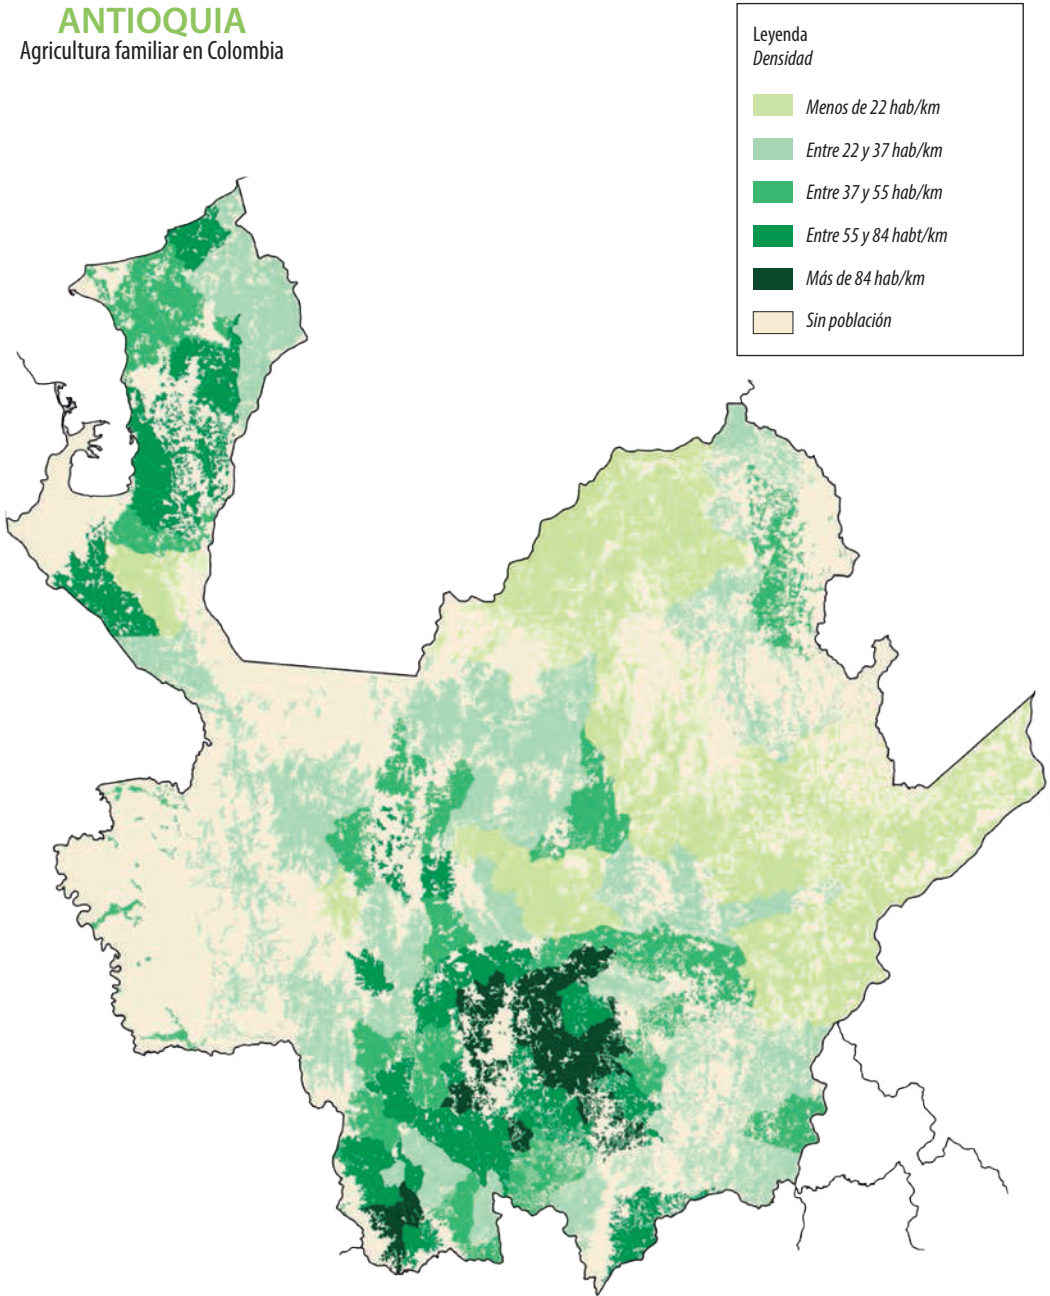 ANTIOQUIA
Agricultura familiar en Colombia
Leyenda
Densidad
Menos de 22 hab/km
Entre 22 y 37 hab/km
Entre 37 y 55 hab/km
Entre 55 y 84 habt/km
Más de 84 hab/km
Sin población